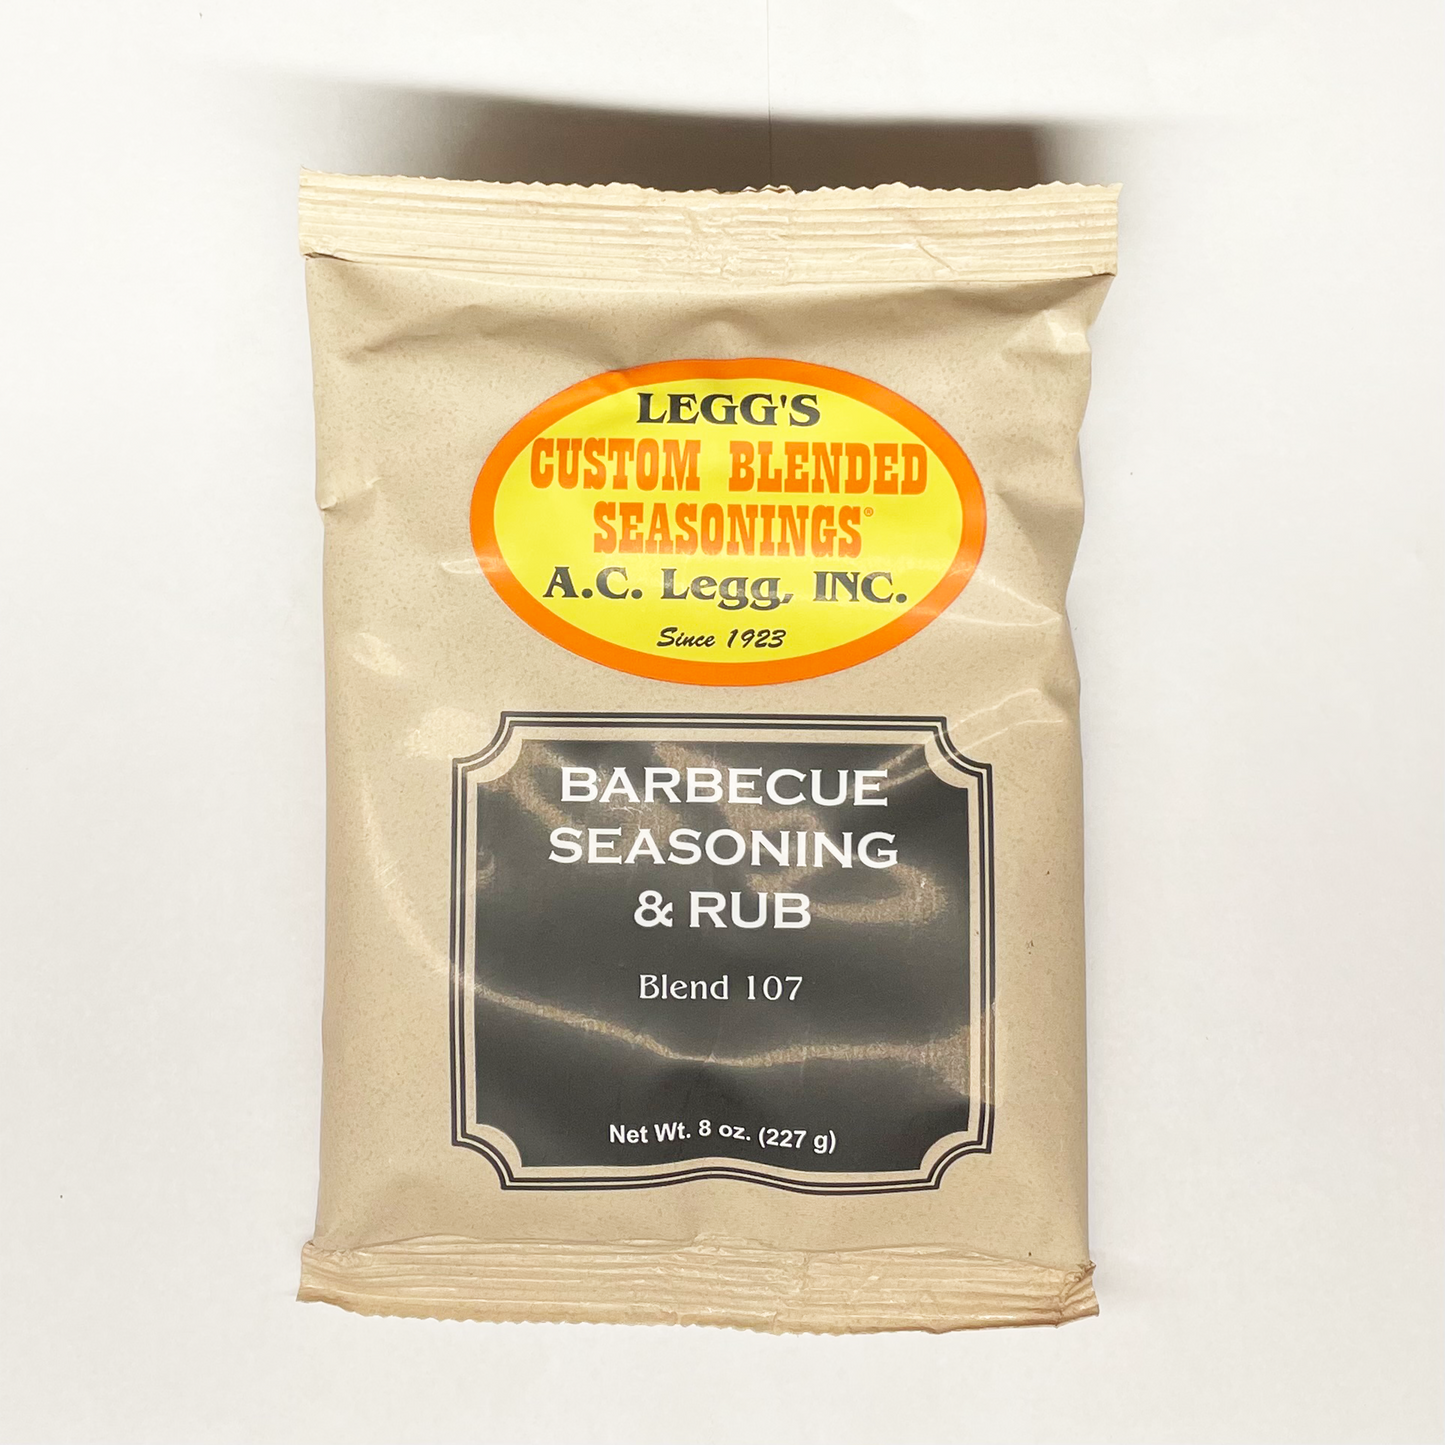 LEGG'S
CUSTOM BLENDED
SEASONINGS®
A.C. Legg, INC.
Since 1923
BARBECUE
SEASONING
& RUB
Blend 107
Net Wt. 8 oz. (227 g)